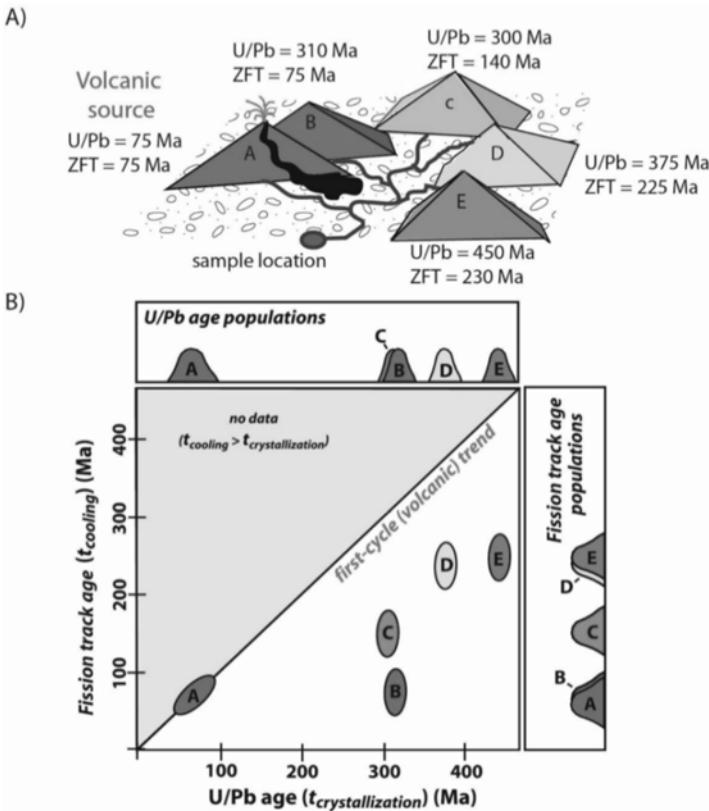 A)
U/Pb = 310 Ma
ZFT = 75 Ma
U/Pb = 300 Ma
ZFT = 140 Ma
Volcanic
source
U/Pb = 75 Ma
ZFT = 75 Ma
A
B
C
D
E
U/Pb = 375 Ma
ZFT = 225 Ma
sample location
U/Pb = 450 Ma
ZFT = 230 Ma
B)
U/Pb age populations
A
C
B
D
E
no data
(tcooling > tcrystallization)
first-cycle (volcanic) trend
Fission track age (tcooling) (Ma)
400
300
200
100
A
B
C
D
E
100
200
300
400
U/Pb age (tcrystallization) (Ma)
Fission track age
populations
E
D
C
B
A